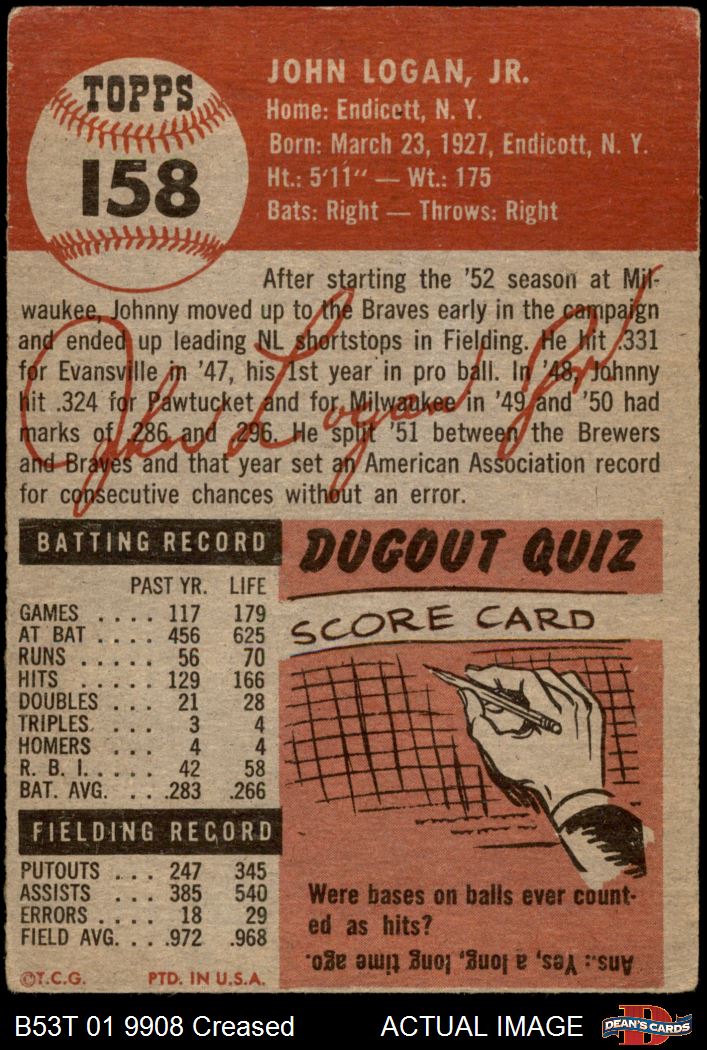 TOPPS
158
JOHN LOGAN, JR.
Home: Endicott, N. Y.
Born: March 23, 1927, Endicott, N. Y.
Ht.: 5'11" — Wt.: 175
Bats: Right — Throws: Right
After starting the '52 season at Mil-
waukee, Johnny moved up to the Braves early in the campaign
and ended up leading NL shortstops in Fielding. He hit .331
for Evansville in '47, his 1st year in pro ball. In '48, Johnny
hit .324 for Pawtucket and for Milwaukee in '49 and '50 had
marks of .286 and .296. He split '51 between the Brewers
and Braves and that year set an American Association record
for consecutive chances without an error.
John Logan Jr.
BATTING RECORD
PAST YR. LIFE
GAMES .... 117 179
AT BAT .... 456 625
RUNS ..... 56 70
HITS ..... 129 166
DOUBLES ... 21 28
TRIPLES .... 3 4
HOMERS ... 4 4
R. B. I. .... 42 58
BAT. AVG. ... .283 .266
FIELDING RECORD
PUTOUTS ... 247 345
ASSISTS .... 385 540
ERRORS .... 18 29
FIELD AVG. .. .972 .968
©T.C.G. PTD. IN U.S.A.
DUGOUT QUIZ
SCORE CARD
Were bases on balls ever count-
ed as hits?
Ans.: Yes, a long, long time ago.
B53T 01 9908 Creased ACTUAL IMAGE
DEAN'S CARDS